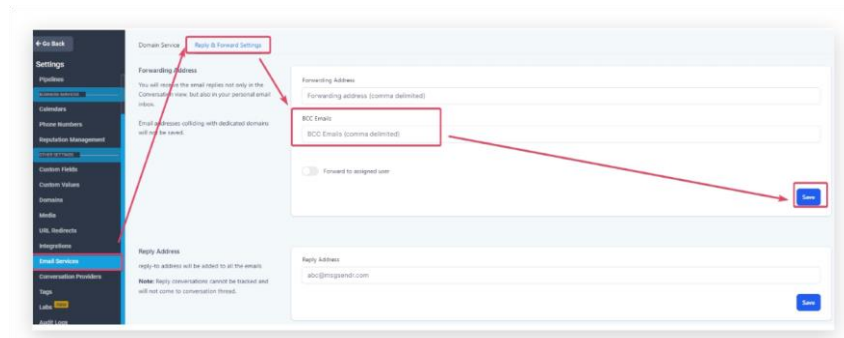 ← Go Back
Settings
Pipelines
BUSINESS SERVICES
Calendars
Phone Numbers
Reputation Management
OTHER SETTINGS
Custom Fields
Custom Values
Domains
Media
URL Redirects
Integrations
Email Services
Conversation Providers
Tags
Labs
Audit Logs
Domain Service
Reply & Forward Settings
Forwarding Address
You will receive the email replies not only in the
Conversation view, but also in your personal email
inbox.
Email addresses colliding with dedicated domains
will not be saved.
Forwarding Address
Forwarding address (comma delimited)
BCC Emails
BCC Emails (comma delimited)
Forward to assigned user
Save
Reply Address
reply-to address will be added to all the emails
Note: Reply conversations cannot be tracked and
will not come to conversation thread.
Reply Address
abc@msgsendr.com
Save